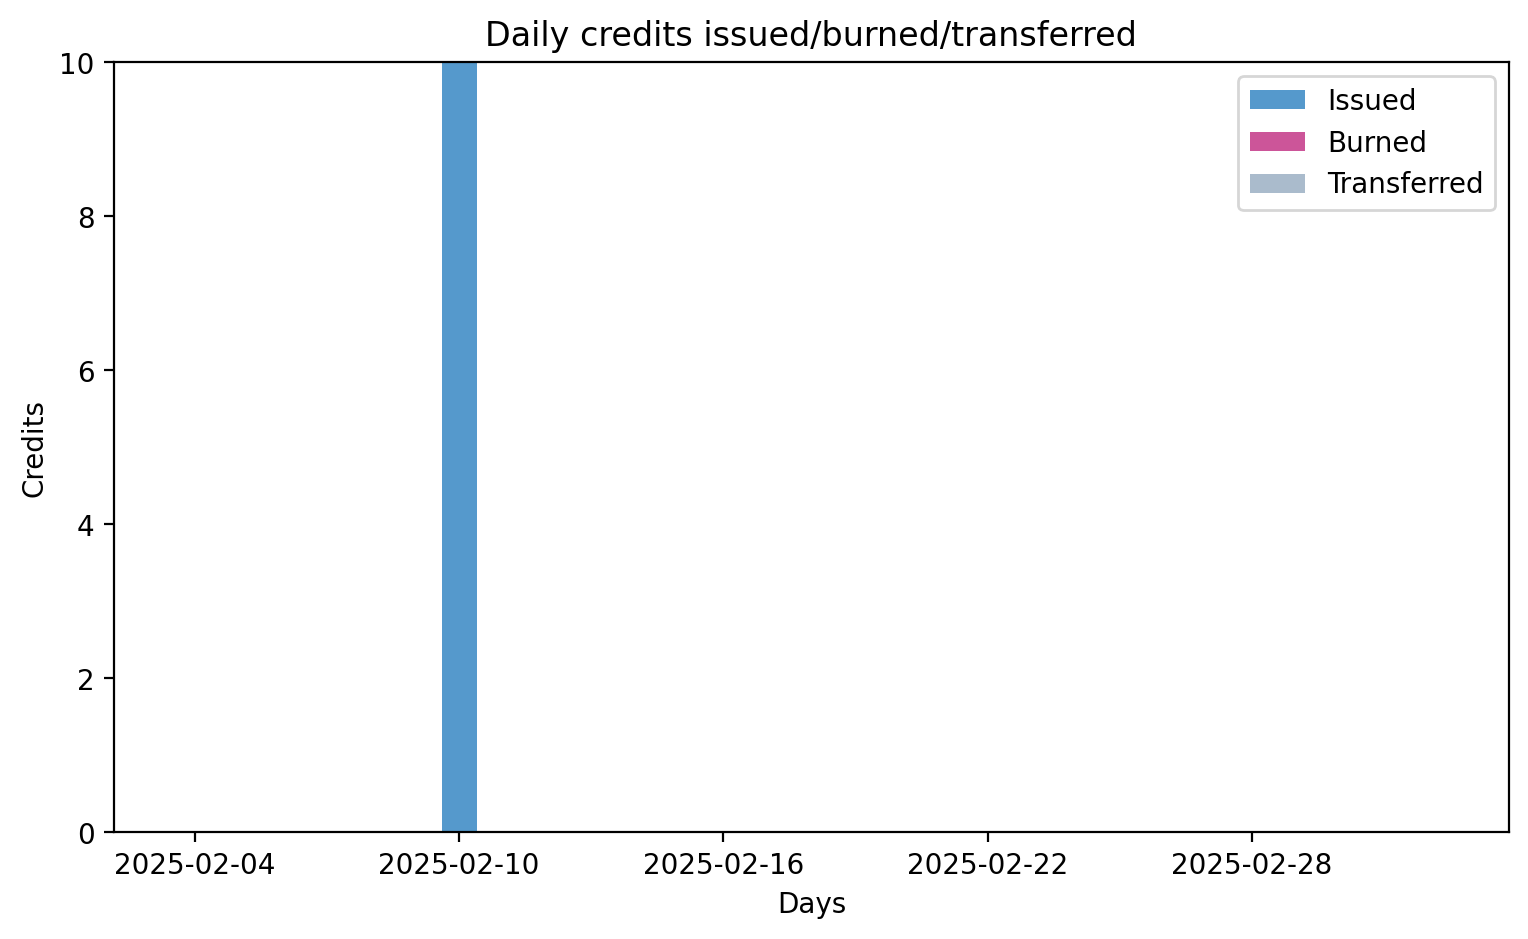 Daily credits issued/burned/transferred
10
8
6
4
2
0
Credits
Issued
Burned
Transferred
2025-02-04
2025-02-10
2025-02-16
2025-02-22
2025-02-28
Days